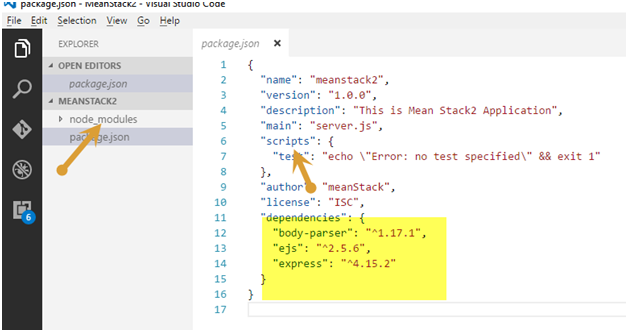 package.json - MeanStack2 - Visual Studio Code
File Edit Selection View Go Help
EXPLORER
OPEN EDITORS
package.json
MEANSTACK2
node_modules
package.json
6
package.json
1 {
2 "name": "meanstack2",
3 "version": "1.0.0",
4 "description": "This is Mean Stack2 Application",
5 "main": "server.js",
6 "scripts": {
7 "test": "echo \"Error: no test specified\" && exit 1"
8 },
9 "author": "meanStack",
10 "license": "ISC",
11 "dependencies": {
12 "body-parser": "^1.17.1",
13 "ejs": "^2.5.6",
14 "express": "^4.15.2"
15 }
16 }
17